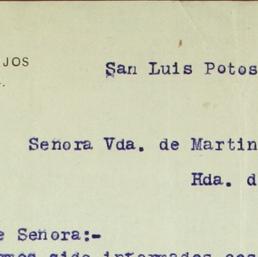 JOS
San Luis Potos
Señora Vda. de Martin
Hda. d
e Señora:-